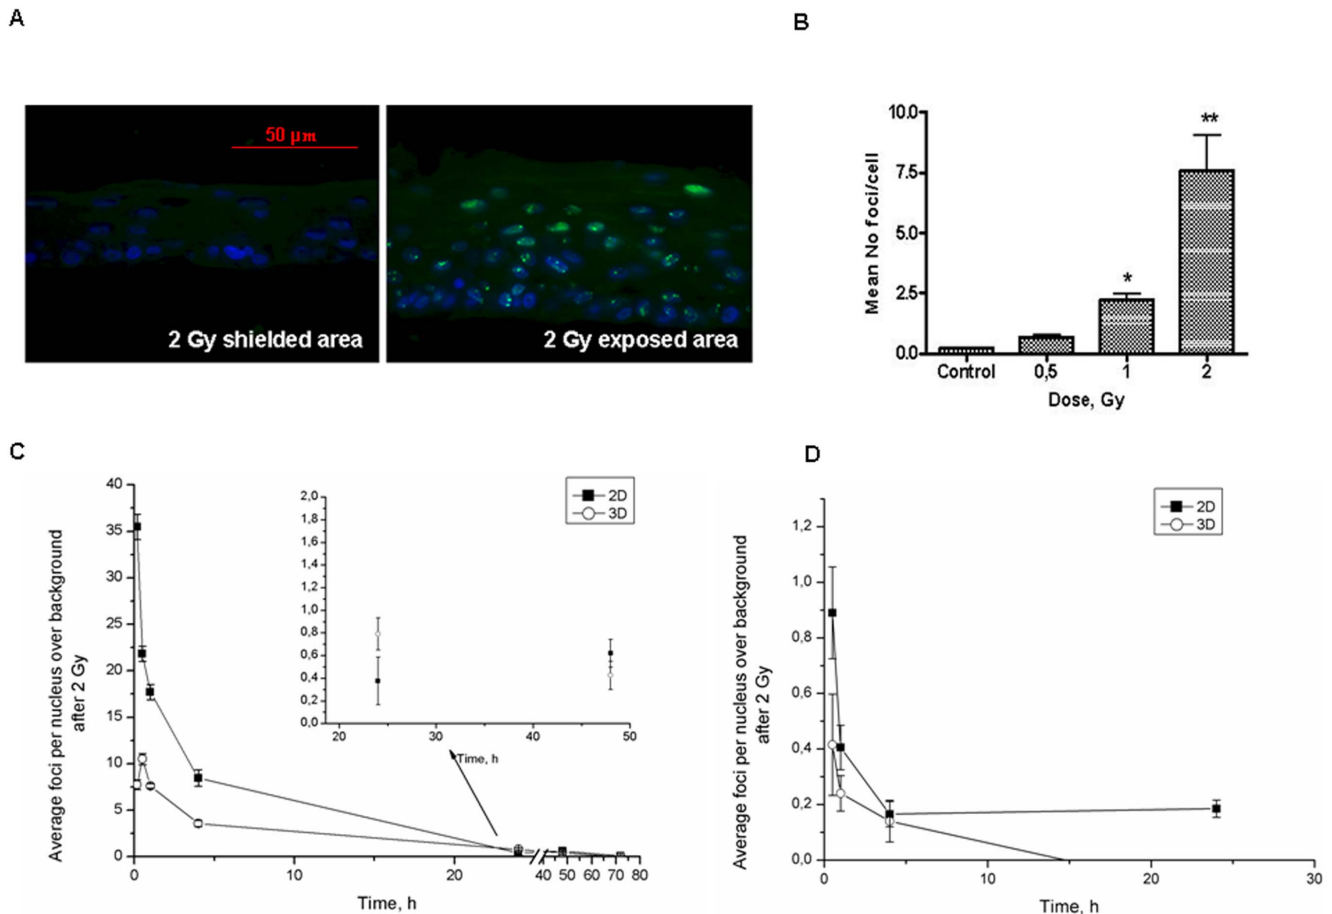 A
50 µm
2 Gy shielded area
2 Gy exposed area
B
Mean No foci/cell
10.0
7.5
5.0
2.5
0.0
*
**
Control 0,5 1 2
Dose, Gy
C
Average foci per nucleus over background
after 2 Gy
40
35
30
25
20
15
10
5
0
0 10 20 40 50 60 70 80
Time, h
2D
3D
2,0
1,8
1,6
1,4
1,2
1,0
0,8
0,6
0,4
0,2
0,0
20 30 40 50
Time, h
D
Average foci per nucleus over background
after 2 Gy
1,2
1,0
0,8
0,6
0,4
0,2
0,0
0 10 20 30
Time, h
2D
3D